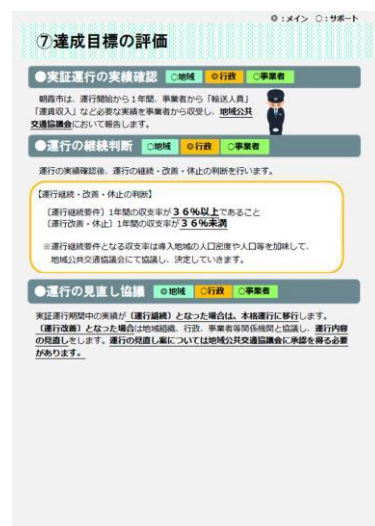 ◎:メイン ○:サポート
⑦達成目標の評価
●実証運行の実績確認 ○地域 ◎行政 ○事業者
朝霞市は、運行開始から1年間、事業者から「輸送人員」
「運賃収入」など必要な実績を事業者から収受し、地域公共
交通協議会において報告します。
●運行の継続判断 ○地域 ◎行政 ○事業者
運行の実績確認後、運行の継続・改善・休止の判断を行います。
【運行継続・改善・休止の判断】
〔運行継続要件〕1年間の収支率が36%以上であること
〔運行改善・休止〕1年間の収支率が36%未満
※運行継続要件となる収支率は導入地域の人口密度や人口等を加味して、
地域公共交通協議会にて協議し、決定していきます。
●運行の見直し協議 ◎地域 ○行政 ○事業者
実証運行期間中の実績が〔運行継続〕となった場合は、本格運行に移行します。
〔運行改善〕となった場合は地域組織、行政、事業者等関係機関と協議し、運行内容
の見直しをします。運行の見直し案については地域公共交通協議会に承認を得る必要
があります。